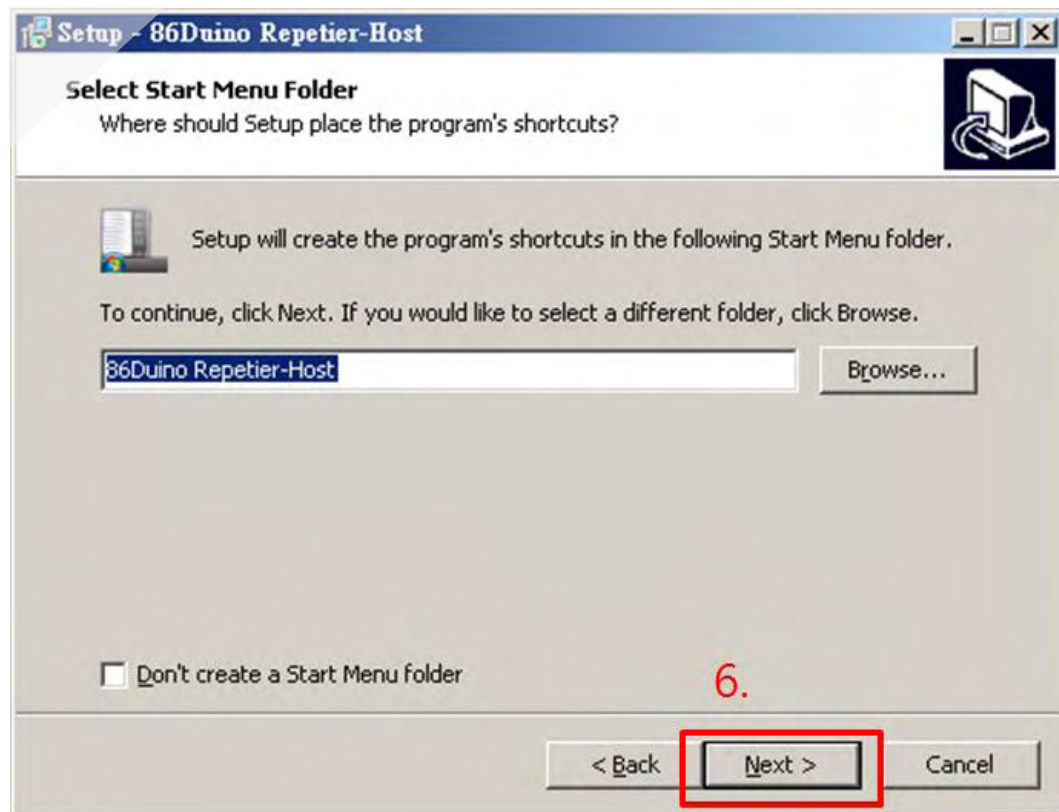 Setup - 86Duino Repetier-Host
Select Start Menu Folder
Where should Setup place the program's shortcuts?
Setup will create the program's shortcuts in the following Start Menu folder.
To continue, click Next. If you would like to select a different folder, click Browse.
86Duino Repetier-Host
Browse...
Don't create a Start Menu folder
6.
< Back
Next >
Cancel